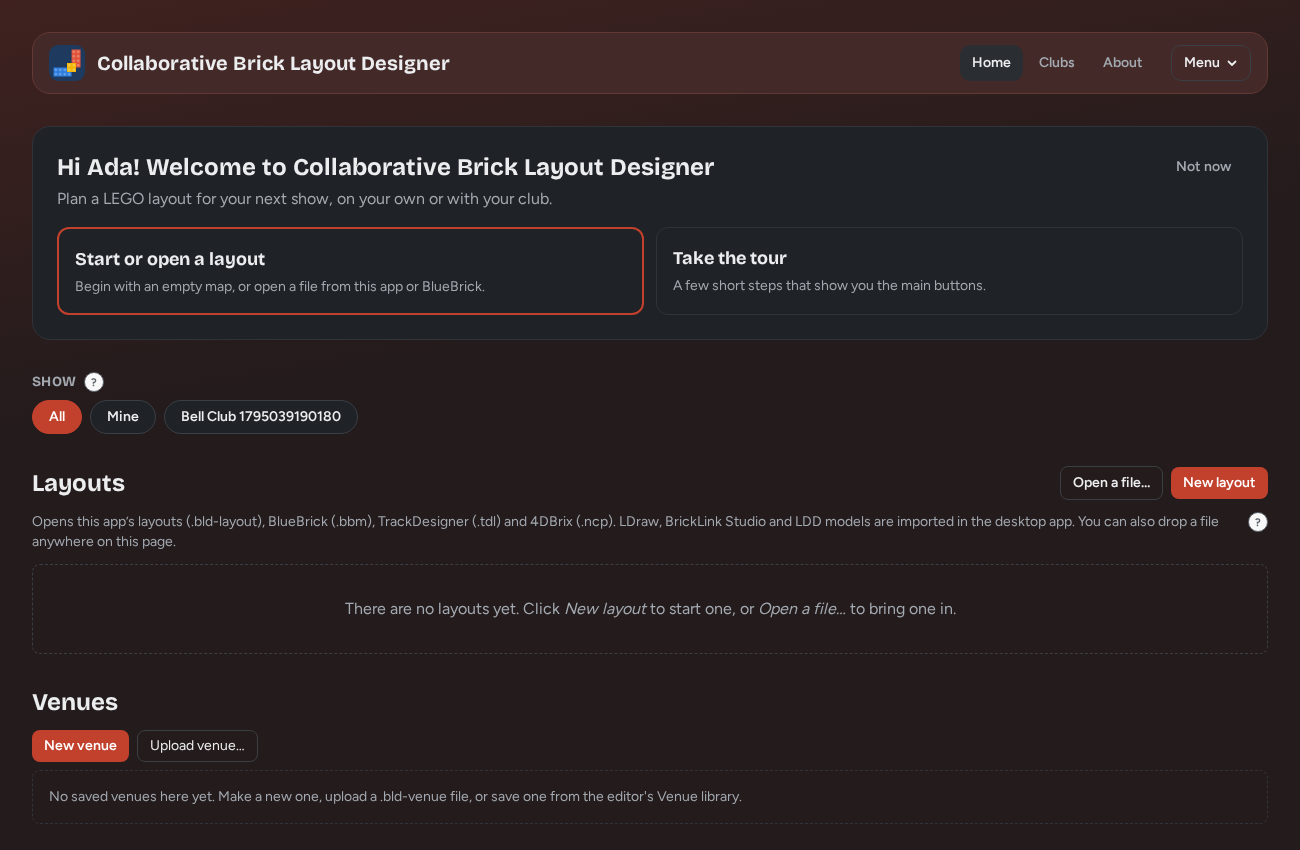 Collaborative Brick Layout Designer
Home
Clubs
About
Menu
Hi Ada! Welcome to Collaborative Brick Layout Designer
Not now
Plan a LEGO layout for your next show, on your own or with your club.
Start or open a layout
Begin with an empty map, or open a file from this app or BlueBrick.
Take the tour
A few short steps that show you the main buttons.
SHOW ?
All
Mine
Bell Club 1795039190180
Layouts
Open a file...
New layout
Opens this app's layouts (.bld-layout), BlueBrick (.bbm), TrackDesigner (.tdl) and 4DBrix (.ncp). LDraw, BrickLink Studio and LDD models are imported in the desktop app. You can also drop a file
anywhere on this page.
?
There are no layouts yet. Click New layout to start one, or Open a file... to bring one in.
Venues
New venue
Upload venue...
No saved venues here yet. Make a new one, upload a .bld-venue file, or save one from the editor's Venue library.